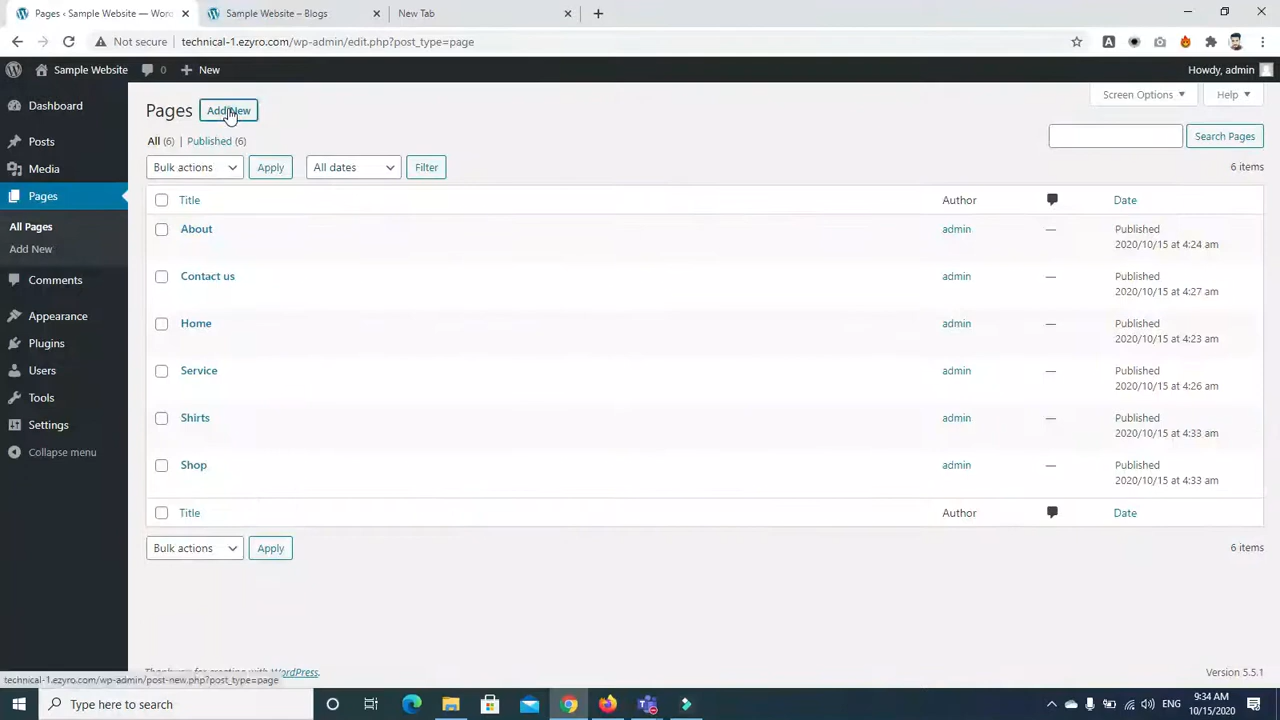 Pages ‹ Sample Website — Wor
Sample Website – Blogs
New Tab
Not secure
technical-1.ezyro.com/wp-admin/edit.php?post_type=page
Sample Website
0
New
Howdy, admin
Dashboard
Posts
Media
Pages
All Pages
Add New
Comments
Appearance
Plugins
Users
Tools
Settings
Collapse menu
Pages
Add New
Screen Options
Help
All (6) | Published (6)
Search Pages
Bulk actions
Apply
All dates
Filter
6 items
Title
Author
Date
About
admin
—
Published
2020/10/15 at 4:24 am
Contact us
admin
—
Published
2020/10/15 at 4:27 am
Home
admin
—
Published
2020/10/15 at 4:23 am
Service
admin
—
Published
2020/10/15 at 4:26 am
Shirts
admin
—
Published
2020/10/15 at 4:33 am
Shop
admin
—
Published
2020/10/15 at 4:33 am
Title
Author
Date
Bulk actions
Apply
6 items
Thank you for creating with WordPress.
Version 5.5.1
technical-1.ezyro.com/wp-admin/post-new.php?post_type=page
Type here to search
ENG
9:34 AM
10/15/2020